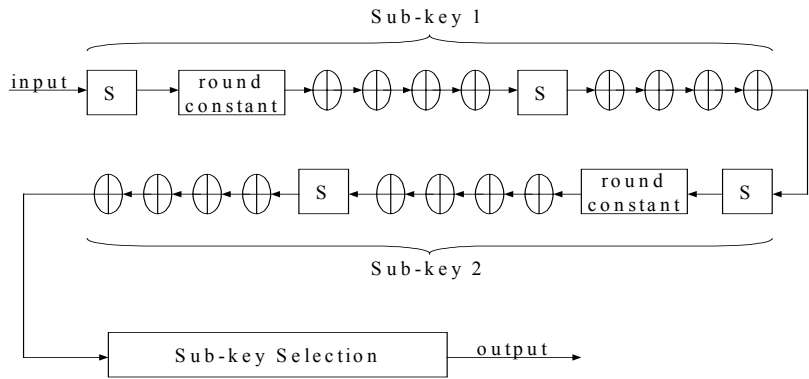 Sub-key 1
input
S
round
constant
S
S
round
constant
S
Sub-key 2
Sub-key Selection
output